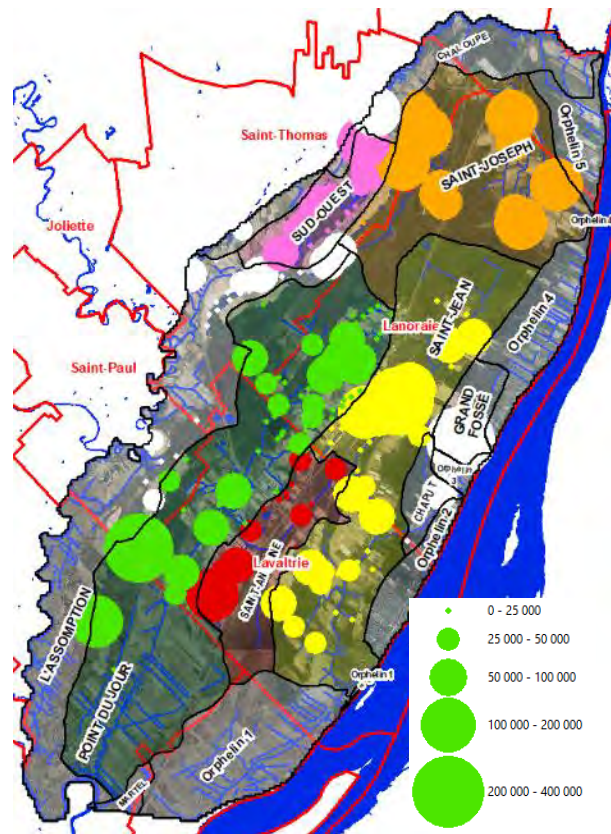 CHALOUPE
Saint-Thomas
Orphelin 5
SAINT-JOSEPH
SUD-OUEST
Joliette
Lanoraie
SAINT-JEAN
Orphelin 4
Saint-Paul
GRAND
FOSSÉ
Orphelin
3
CHAPUT
Orphelin 2
Lavaltrie
L'ASSOMPTION
POINT DU JOUR
Orphelin 1
Orphelin 1
MARTEL
0 - 25 000
25 000 - 50 000
50 000 - 100 000
100 000 - 200 000
200 000 - 400 000